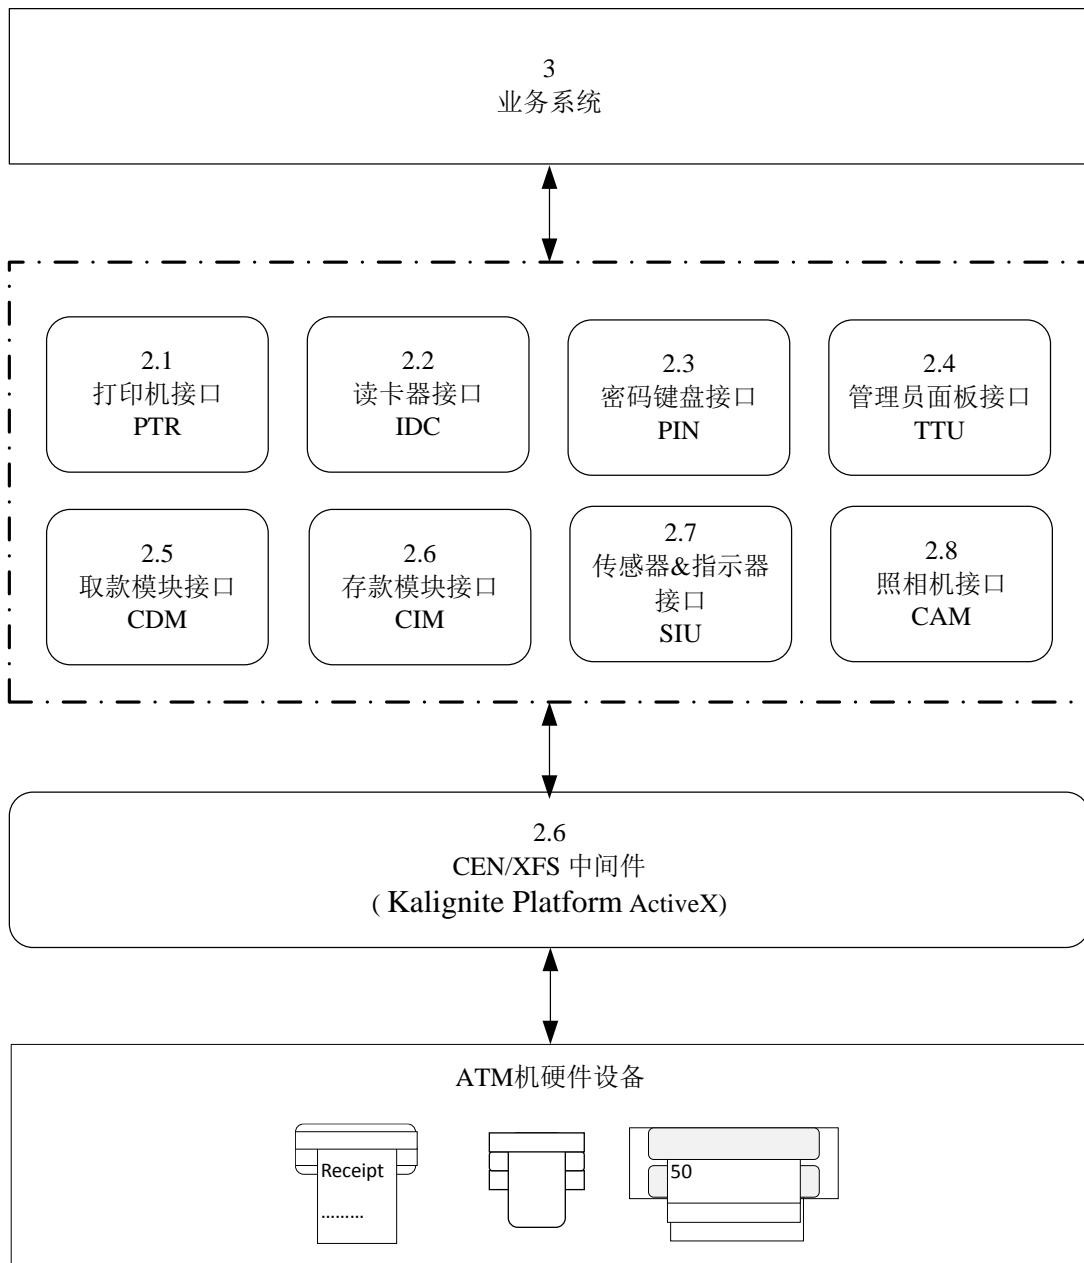 3
业务系统
2.1
打印机接口
PTR
2.2
读卡器接口
IDC
2.3
密码键盘接口
PIN
2.4
管理员面板接口
TTU
2.5
取款模块接口
CDM
2.6
存款模块接口
CIM
2.7
传感器&指示器
接口
SIU
2.8
照相机接口
CAM
2.6
CEN/XFS 中间件
( Kalignite Platform ActiveX)
ATM机硬件设备
Receipt
.........
50